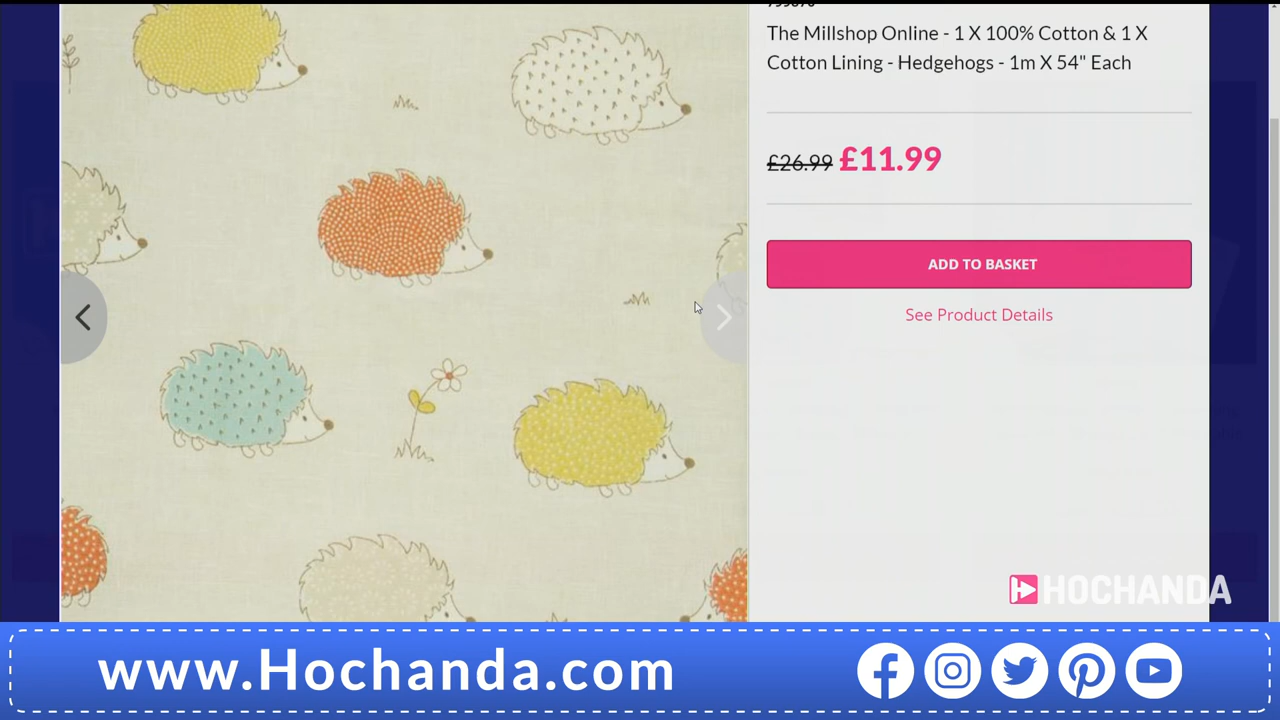 The Millshop Online - 1 X 100% Cotton & 1 X
Cotton Lining - Hedgehogs - 1m X 54" Each
£26.99 £11.99
ADD TO BASKET
See Product Details
HOCHANDA
www.Hochanda.com